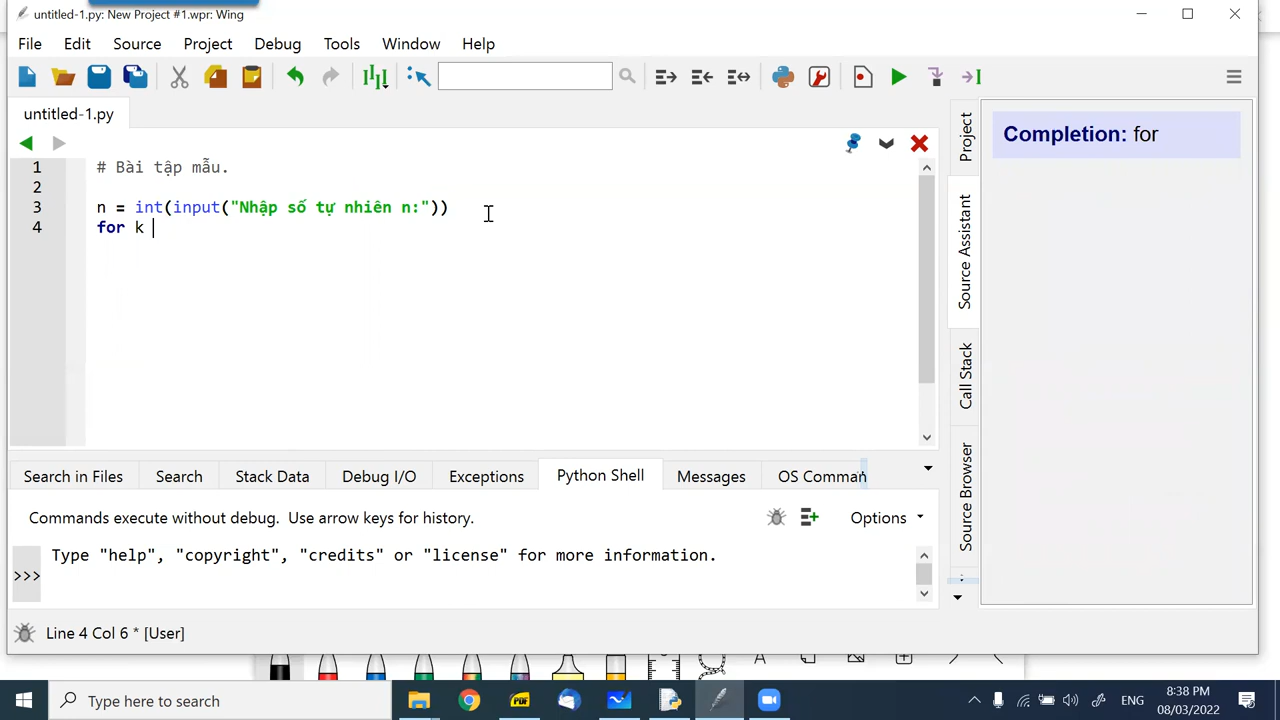 untitled-1.py: New Project #1.wpr: Wing
File Edit Source Project Debug Tools Window Help
untitled-1.py
1 # Bài tập mẫu.
2
3 n = int(input("Nhập số tự nhiên n:"))
4 for k
Project
Source Assistant
Call Stack
Source Browser
Completion: for
Search in Files Search Stack Data Debug I/O Exceptions Python Shell Messages OS Comman
Commands execute without debug. Use arrow keys for history.
Options
Type "help", "copyright", "credits" or "license" for more information.
>>>
Line 4 Col 6 * [User]
Type here to search
PDF
ENG
8:38 PM
08/03/2022